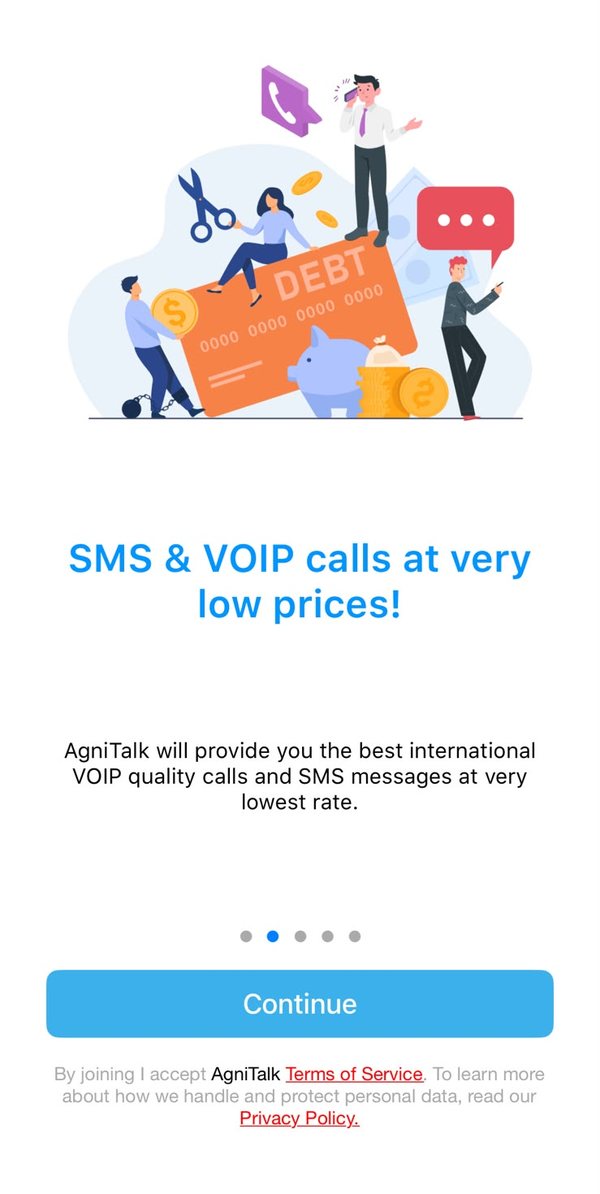 DEBT
0000 0000 0000 0000
SMS & VOIP calls at very
low prices!
AgniTalk will provide you the best international
VOIP quality calls and SMS messages at very
lowest rate.
Continue
By joining I accept AgniTalk Terms of Service. To learn more
about how we handle and protect personal data, read our
Privacy Policy.